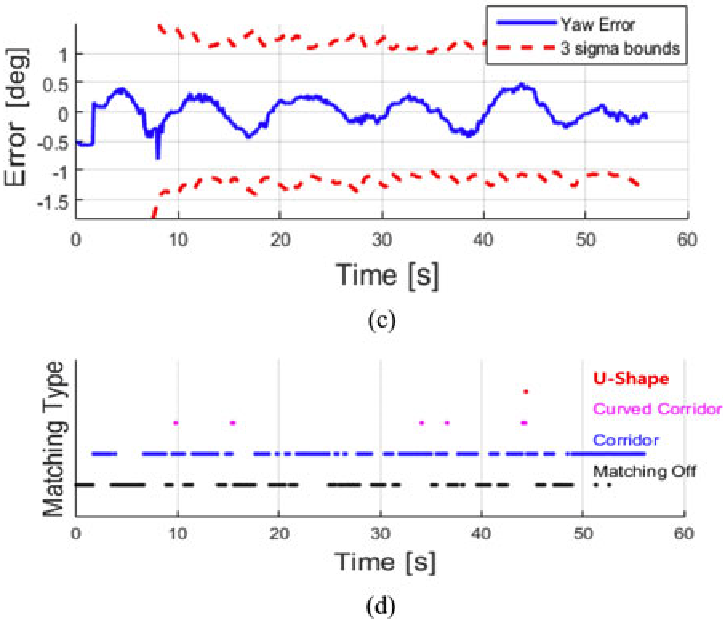 Yaw Error
3 sigma bounds
Error [deg]
1
0.5
0
-0.5
-1
-1.5
0 10 20 30 40 50 60
Time [s]
(c)
Matching Type
U-Shape
Curved Corridor
Corridor
Matching Off
0 10 20 30 40 50 60
Time [s]
(d)